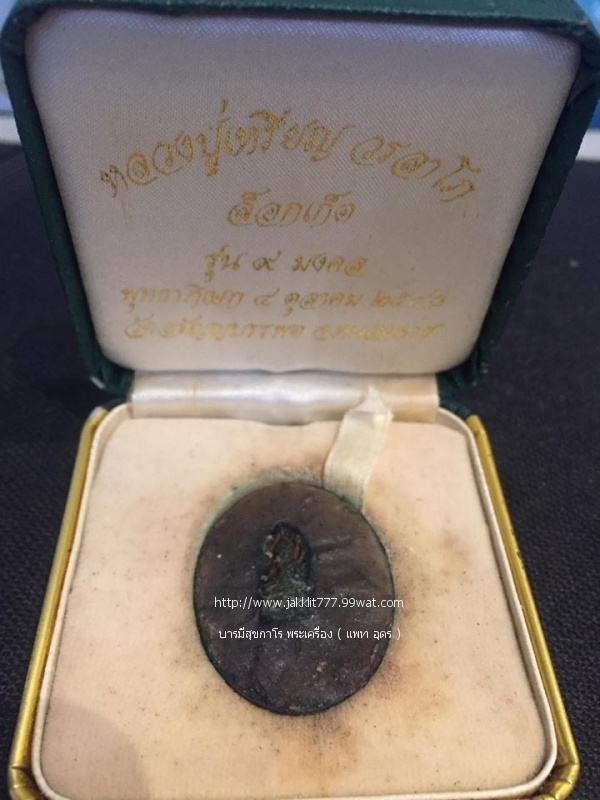 หลวงปู่เหรียญ วรลาโภ
ล็อกเก็ต
รุ่น ๙ มงคล
พุทธาภิเษก ๔ ตุลาคม
วัดอรัญญบรรพต
http://www.jakklit777.99wat.com
บารมีสุขกาโร พระเครื่อง ( แพท อุดร )